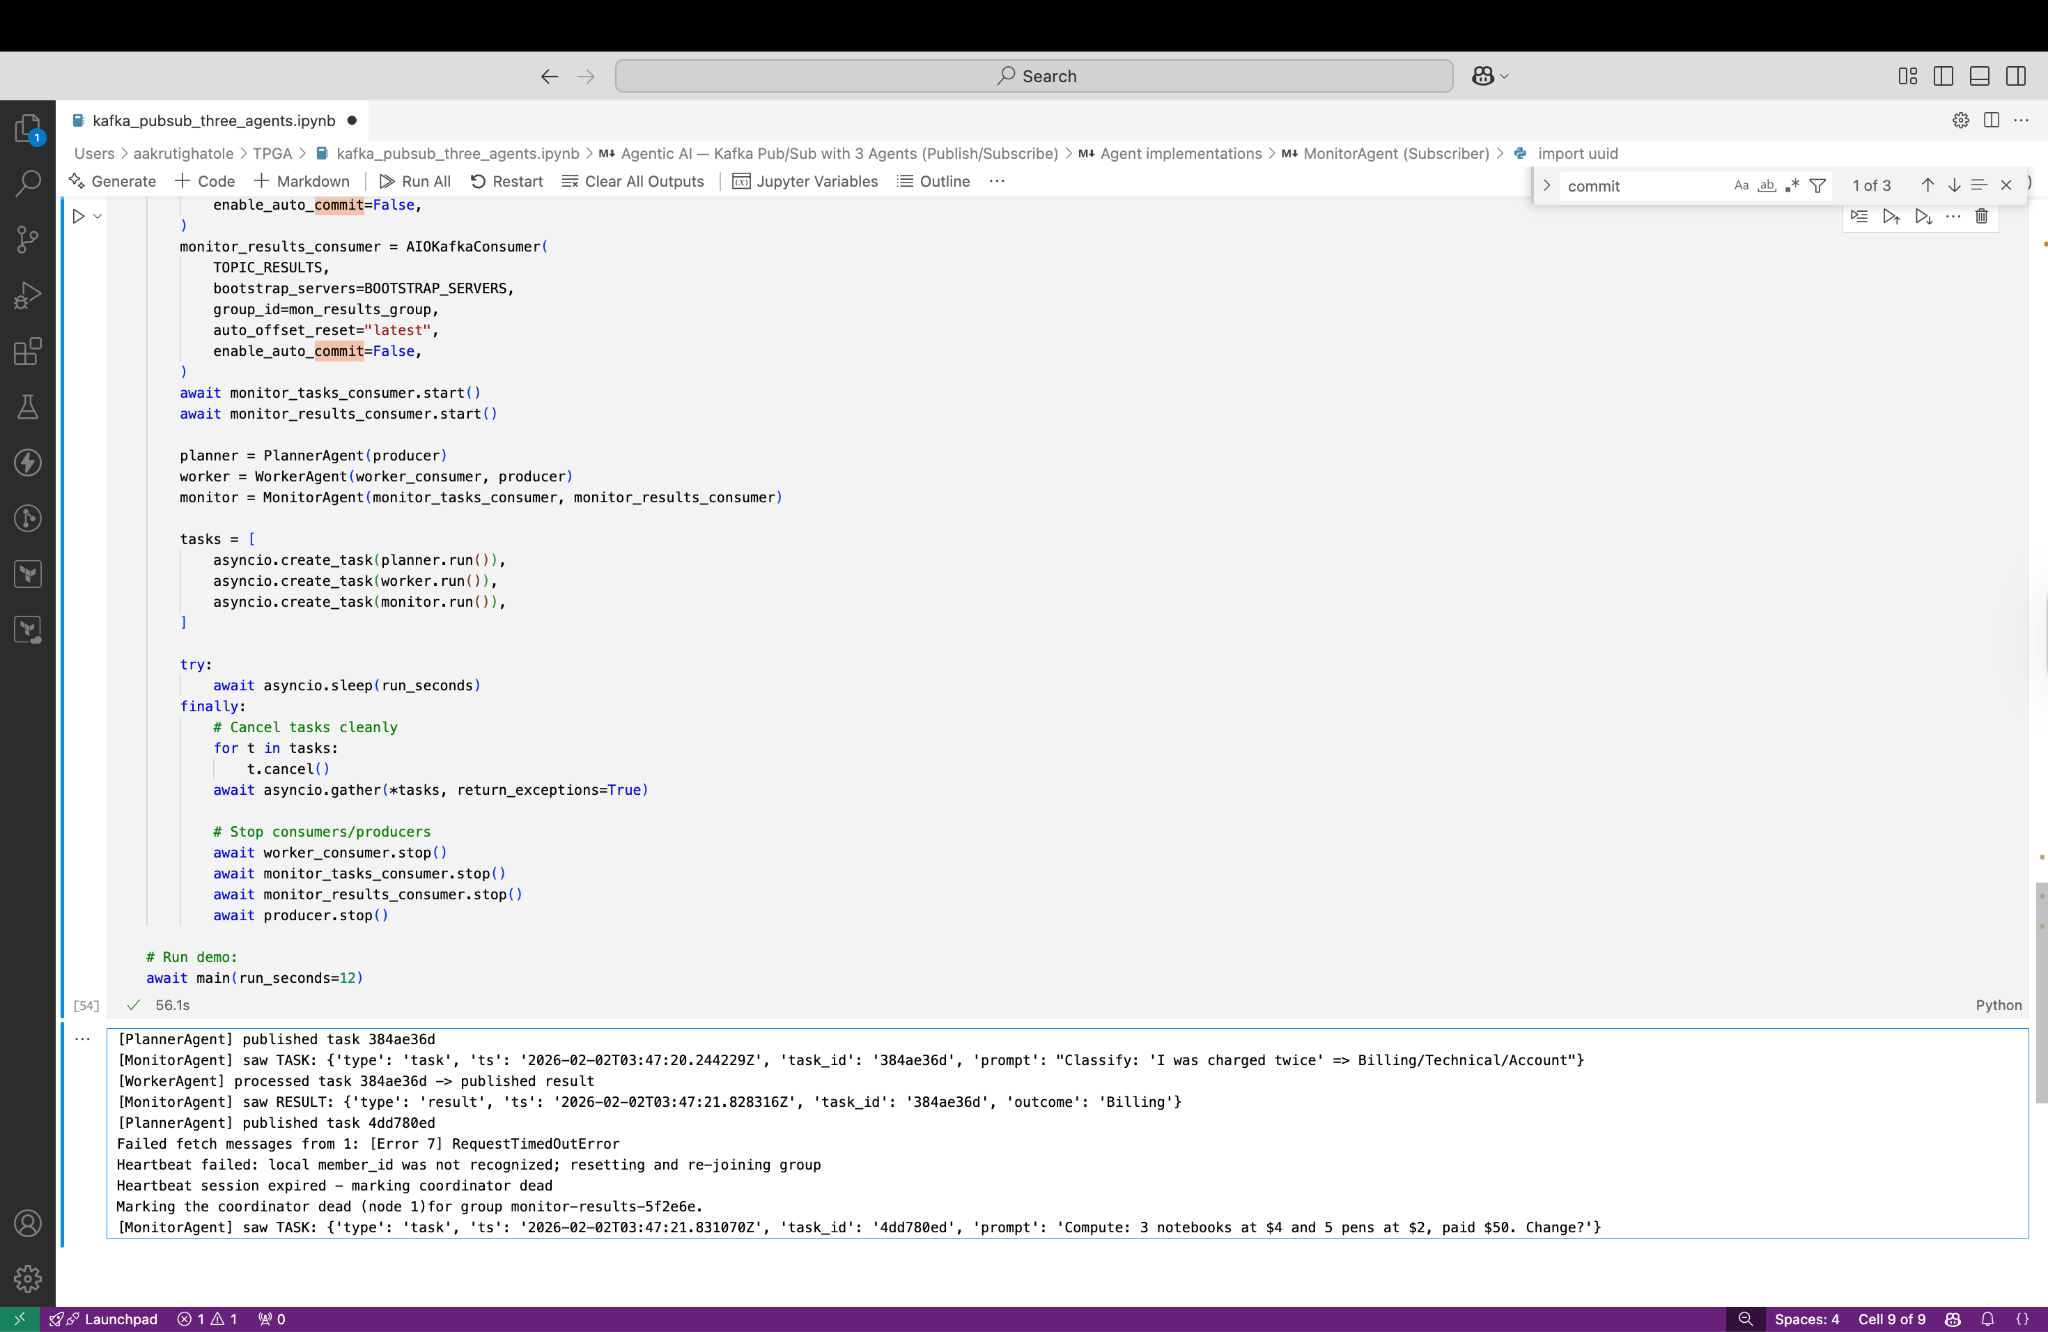 Search
kafka_pubsub_three_agents.ipynb
Users > aakrutighatole > TPGA > kafka_pubsub_three_agents.ipynb > M↓ Agentic AI — Kafka Pub/Sub with 3 Agents (Publish/Subscribe) > M↓ Agent implementations > M↓ MonitorAgent (Subscriber) > import uuid
Generate + Code + Markdown | Run All Restart Clear All Outputs | Jupyter Variables Outline ...
commit Aa ab .* 1 of 3
1
enable_auto_commit=False,
)
monitor_results_consumer = AIOKafkaConsumer(
TOPIC_RESULTS,
bootstrap_servers=BOOTSTRAP_SERVERS,
group_id=mon_results_group,
auto_offset_reset="latest",
enable_auto_commit=False,
)
await monitor_tasks_consumer.start()
await monitor_results_consumer.start()
planner = PlannerAgent(producer)
worker = WorkerAgent(worker_consumer, producer)
monitor = MonitorAgent(monitor_tasks_consumer, monitor_results_consumer)
tasks = [
asyncio.create_task(planner.run()),
asyncio.create_task(worker.run()),
asyncio.create_task(monitor.run()),
]
try:
await asyncio.sleep(run_seconds)
finally:
# Cancel tasks cleanly
for t in tasks:
t.cancel()
await asyncio.gather(*tasks, return_exceptions=True)
# Stop consumers/producers
await worker_consumer.stop()
await monitor_tasks_consumer.stop()
await monitor_results_consumer.stop()
await producer.stop()
# Run demo:
await main(run_seconds=12)
[54] ✓ 56.1s Python
[PlannerAgent] published task 384ae36d
[MonitorAgent] saw TASK: {'type': 'task', 'ts': '2026-02-02T03:47:20.244229Z', 'task_id': '384ae36d', 'prompt': "Classify: 'I was charged twice' => Billing/Technical/Account"}
[WorkerAgent] processed task 384ae36d -> published result
[MonitorAgent] saw RESULT: {'type': 'result', 'ts': '2026-02-02T03:47:21.828316Z', 'task_id': '384ae36d', 'outcome': 'Billing'}
[PlannerAgent] published task 4dd780ed
Failed fetch messages from 1: [Error 7] RequestTimedOutError
Heartbeat failed: local member_id was not recognized; resetting and re-joining group
Heartbeat session expired - marking coordinator dead
Marking the coordinator dead (node 1)for group monitor-results-5f2e6e.
[MonitorAgent] saw TASK: {'type': 'task', 'ts': '2026-02-02T03:47:21.831070Z', 'task_id': '4dd780ed', 'prompt': 'Compute: 3 notebooks at $4 and 5 pens at $2, paid $50. Change?'}
Launchpad 1 1 0 Spaces: 4 Cell 9 of 9 {}